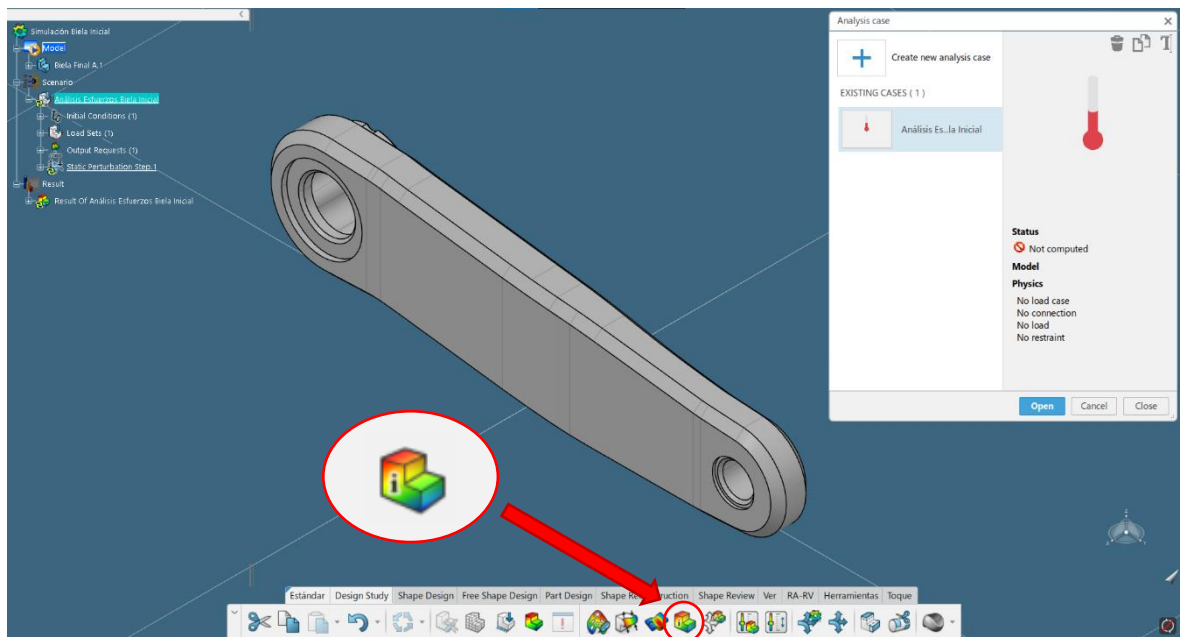 Simulación Biela Inicial
Model
Biela Final A.1
Scenario
Análisis Esfuerzos Biela Inicial
Initial Conditions (1)
Load Sets (1)
Output Requests (1)
Static Perturbation Step.1
Result
Result Of Análisis Esfuerzos Biela Inicial
Analysis case
Create new analysis case
EXISTING CASES ( 1 )
Análisis Es..la Inicial
Status
Not computed
Model
Physics
No load case
No connection
No load
No restraint
Open Cancel Close
i
Estándar Design Study Shape Design Free Shape Design Part Design Shape Shape Review Ver RA-RV Herramientas Toque